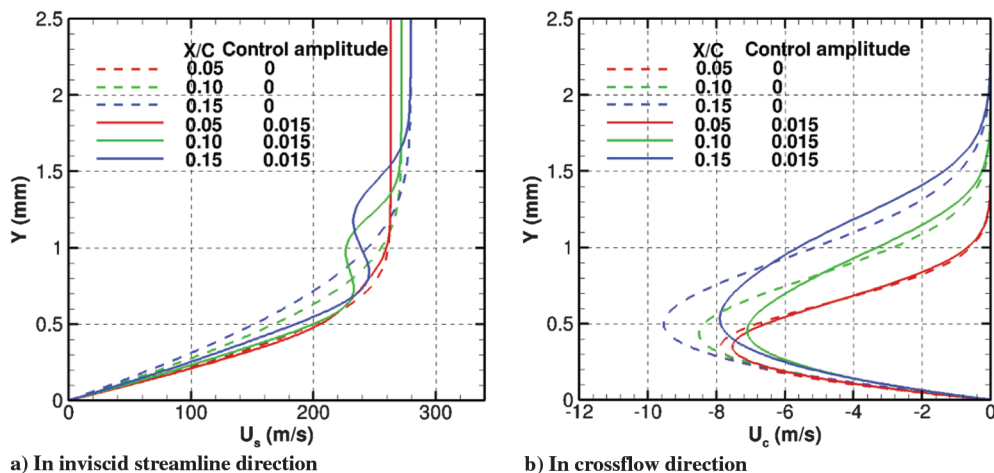 X/C Control amplitude
0.05 0
0.10 0
0.15 0
0.05 0.015
0.10 0.015
0.15 0.015
2.5
2
1.5
1
0.5
0
Y (mm)
0 100 200 300
Us (m/s)
a) In inviscid streamline direction
X/C Control amplitude
0.05 0
0.10 0
0.15 0
0.05 0.015
0.10 0.015
0.15 0.015
2.5
2
1.5
1
0.5
0
Y (mm)
-12 -10 -8 -6 -4 -2 0
Uc (m/s)
b) In crossflow direction